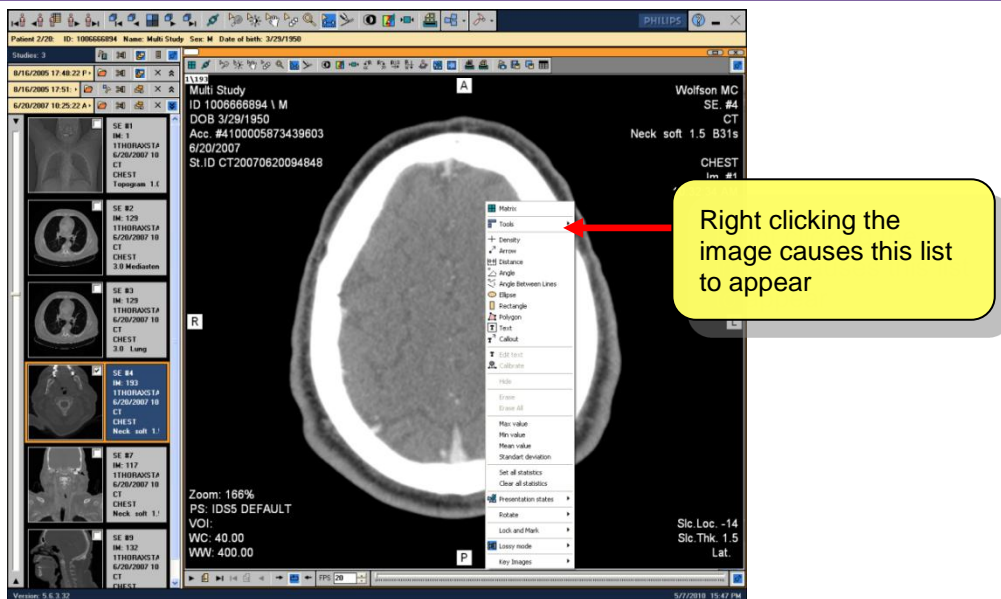 PHILIPS
Patient 2/20: ID: 1006666894 Name: Multi Study Sex: M Date of birth: 3/29/1950
Studies: 3
8/16/2005 17:48:22 P
8/16/2005 17:51:
6/20/2007 10:25:22 A
SE #1
IM: 1
1THORAXSTA
6/20/2007 10
CT
CHEST
Topogram 1.(
SE #2
IM: 129
1THORAXSTA
6/20/2007 10
CT
CHEST
3.0 Mediasten
SE #3
IM: 129
1THORAXSTA
6/20/2007 10
CT
CHEST
3.0 Lung
SE #4
IM: 193
1THORAXSTA
6/20/2007 10
CT
CHEST
Neck soft 1.
SE #7
IM: 117
1THORAXSTA
6/20/2007 10
CT
CHEST
Neck soft 1.
SE #9
IM: 132
1THORAXSTA
6/20/2007 10
CT
CHEST
1\193
Multi Study
ID 1006666894 \ M
DOB 3/29/1950
Acc. #4100005873439603
6/20/2007
St.ID CT20070620094848
A
Wolfson MC
SE. #4
CT
Neck soft 1.5 B31s
CHEST
Im. #1
R
L
Matrix
Tools
Density
Arrow
Distance
Angle
Angle Between Lines
Ellipse
Rectangle
Polygon
Text
Callout
Edit text
Calibrate
Hide
Erase
Erase All
Max value
Min value
Mean value
Standart deviation
Set all statistics
Clear all statistics
Presentation states
Rotate
Lock and Mark
Lossy mode
Key Images
Right clicking the
image causes this list
to appear
Zoom: 166%
PS: IDS5 DEFAULT
VOI:
WC: 40.00
WW: 400.00
P
Slc.Loc. -14
Slc.Thk. 1.5
Lat.
FPS 20
Version: 5.6.3.32
5/7/2010 15:47 PM